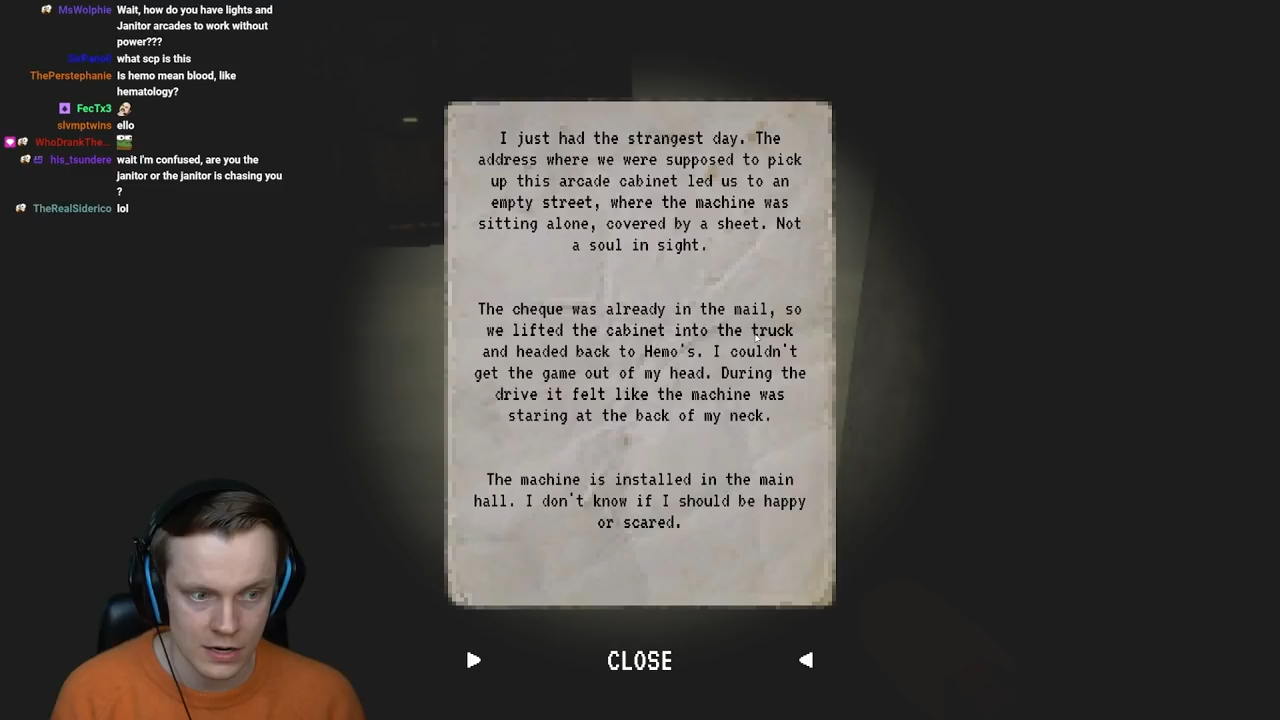 MsWolphie Wait, how do you have lights and
Janitor arcades to work without
power???
what scp is this
ThePerstephanie Is hemo mean blood, like
hematology?
FecTx3
slvmptwins ello
WhoDrankThe...
his_tsundere wait i'm confused, are you the
janitor or the janitor is chasing you
?
TheRealSiderico lol
I just had the strangest day. The
address where we were supposed to pick
up this arcade cabinet led us to an
empty street, where the machine was
sitting alone, covered by a sheet. Not
a soul in sight.
The cheque was already in the mail, so
we lifted the cabinet into the truck
and headed back to Hemo's. I couldn't
get the game out of my head. During the
drive it felt like the machine was
staring at the back of my neck.
The machine is installed in the main
hall. I don't know if I should be happy
or scared.
CLOSE